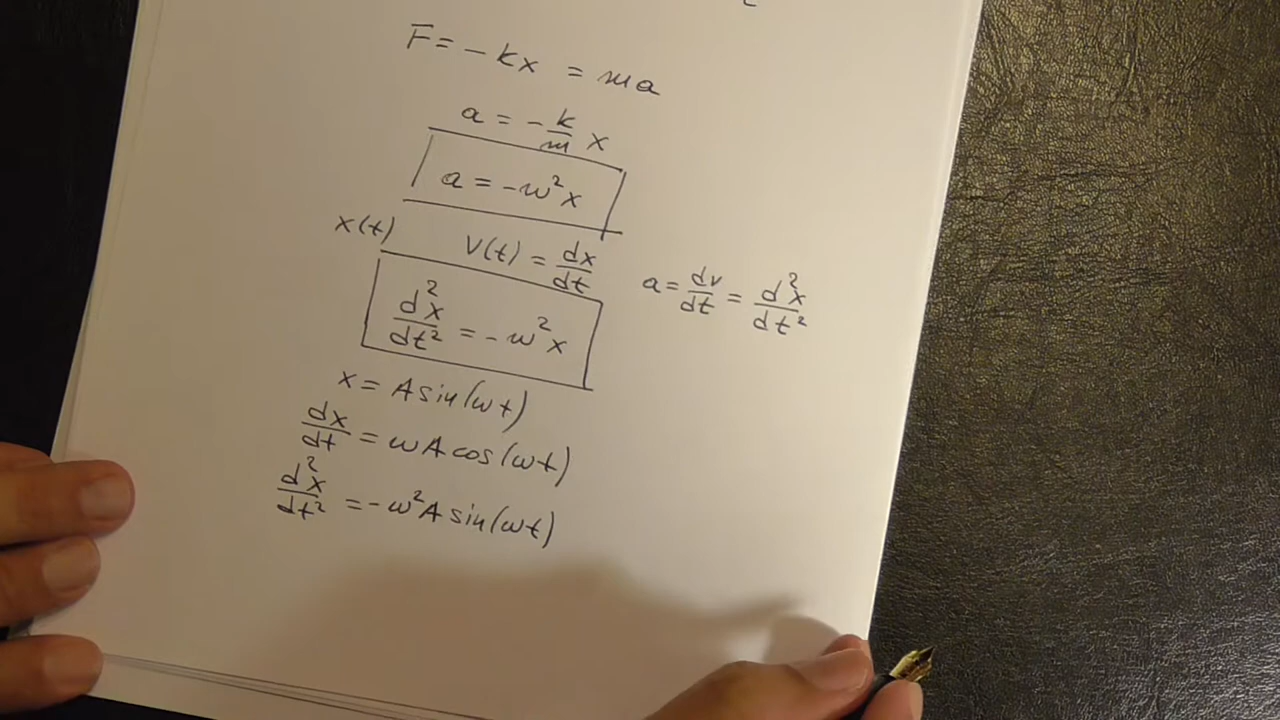 F = - kx = ma
a = - k/m x
a = -ω²x
x(t) V(t) = dx/dt a = dv/dt = d²x/dt²
d²x/dt² = - ω²x
x = A sin(ωt)
dx/dt = ωA cos(ωt)
d²x/dt² = - ω²A sin(ωt)